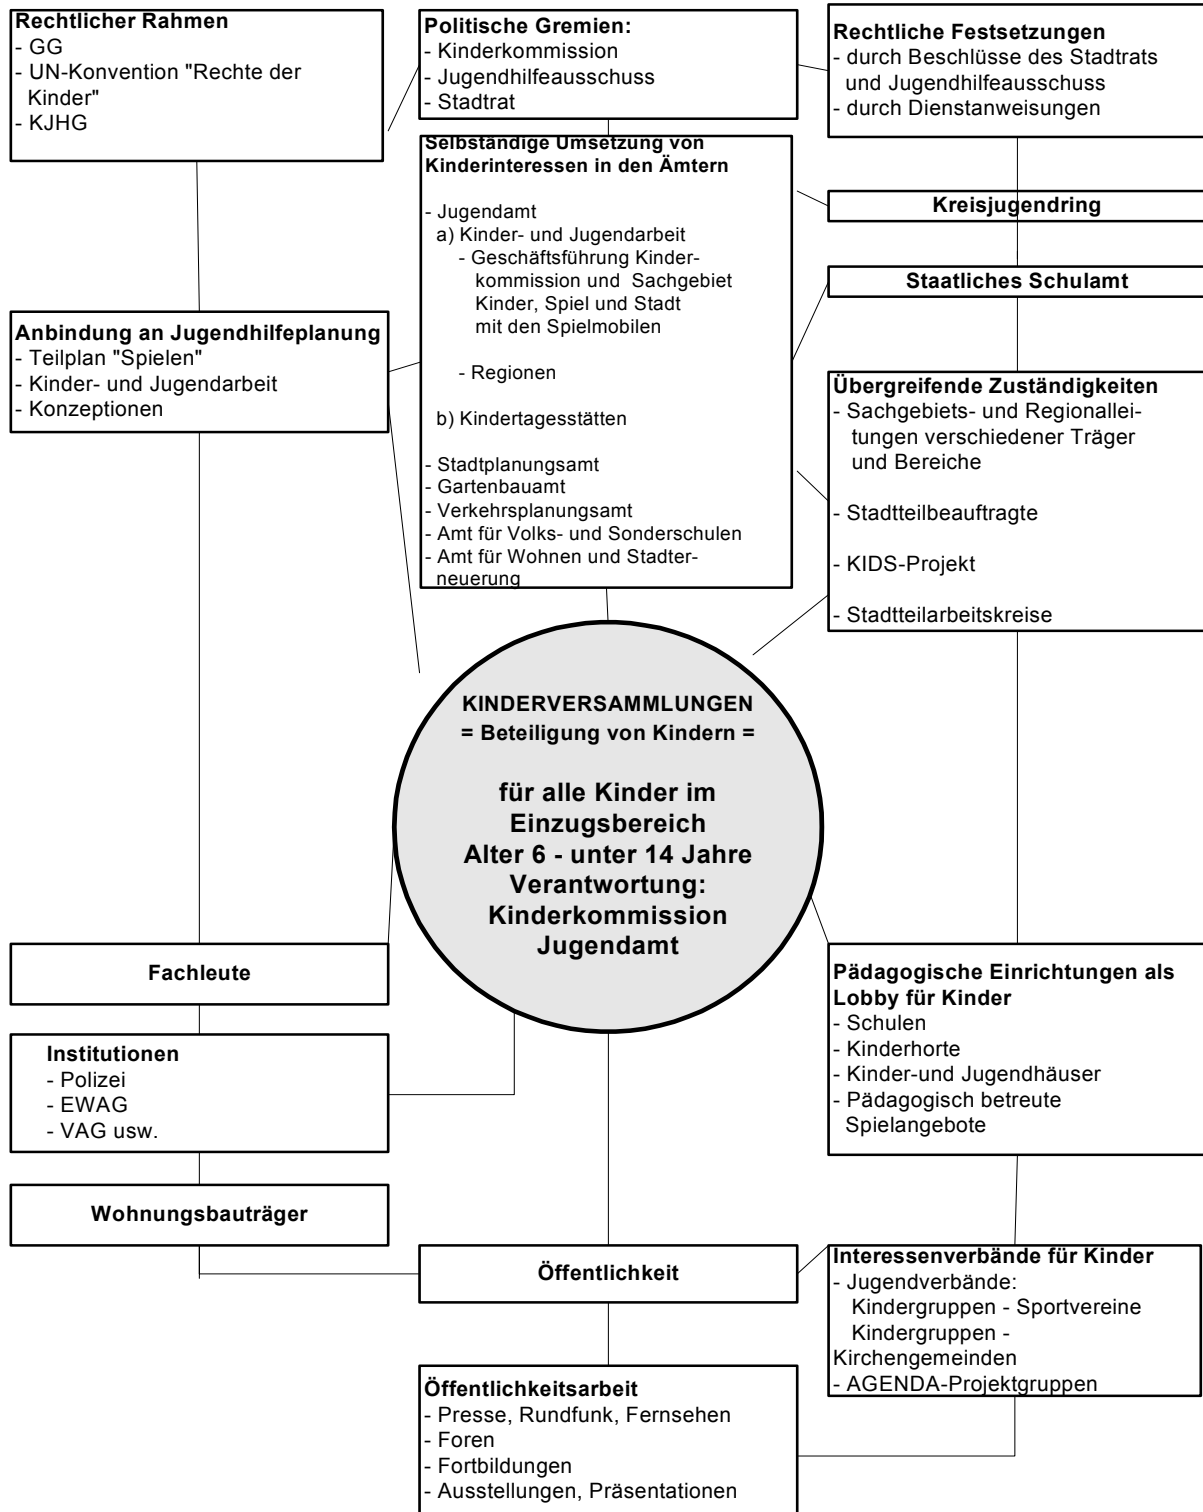 Rechtlicher Rahmen
- GG
- UN-Konvention "Rechte der
Kinder"
- KJHG
Politische Gremien:
- Kinderkommission
- Jugendhilfeausschuss
- Stadtrat
Rechtliche Festsetzungen
- durch Beschlüsse des Stadtrats
und Jugendhilfeausschuss
- durch Dienstanweisungen
Selbständige Umsetzung von
Kinderinteressen in den Ämtern
- Jugendamt
a) Kinder- und Jugendarbeit
- Geschäftsführung Kinder-
kommission und Sachgebiet
Kinder, Spiel und Stadt
mit den Spielmobilen
- Regionen
b) Kindertagesstätten
- Stadtplanungsamt
- Gartenbauamt
- Verkehrsplanungsamt
- Amt für Volks- und Sonderschulen
- Amt für Wohnen und Stadter-
neuerung
Kreisjugendring
Staatliches Schulamt
Anbindung an Jugendhilfeplanung
- Teilplan "Spielen"
- Kinder- und Jugendarbeit
- Konzeptionen
Übergreifende Zuständigkeiten
- Sachgebiets- und Regionallei-
tungen verschiedener Träger
und Bereiche
- Stadtteilbeauftragte
- KIDS-Projekt
- Stadtteilarbeitskreise
KINDERVERSAMMLUNGEN
= Beteiligung von Kindern =
für alle Kinder im
Einzugsbereich
Alter 6 - unter 14 Jahre
Verantwortung:
Kinderkommission
Jugendamt
Fachleute
Institutionen
- Polizei
- EWAG
- VAG usw.
Wohnungsbauträger
Pädagogische Einrichtungen als
Lobby für Kinder
- Schulen
- Kinderhorte
- Kinder-und Jugendhäuser
- Pädagogisch betreute
Spielangebote
Öffentlichkeit
Interessenverbände für Kinder
- Jugendverbände:
Kindergruppen - Sportvereine
Kindergruppen -
Kirchengemeinden
- AGENDA-Projektgruppen
Öffentlichkeitsarbeit
- Presse, Rundfunk, Fernsehen
- Foren
- Fortbildungen
- Ausstellungen, Präsentationen